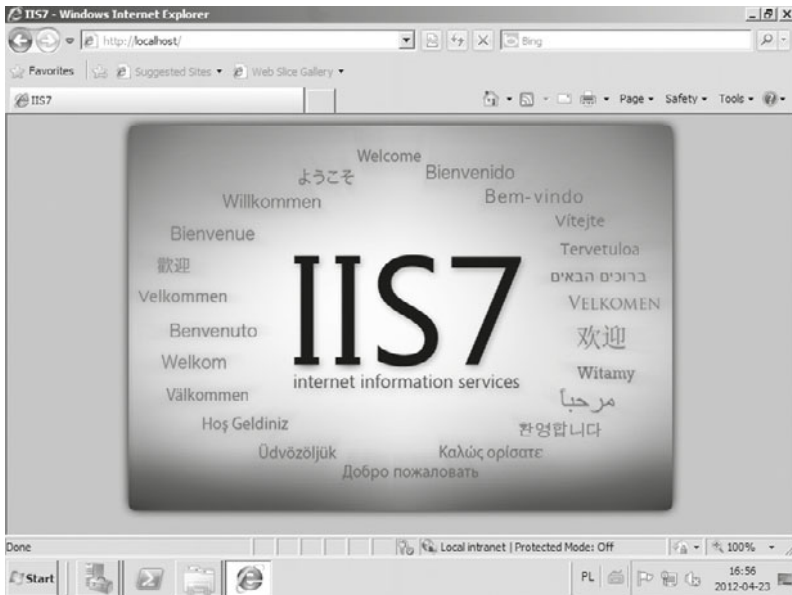 IIS7 - Windows Internet Explorer
http://localhost/
Bing
Favorites
Suggested Sites
Web Slice Gallery
IIS7
Page
Safety
Tools
Welcome
ようこそ
Bienvenido
Willkommen
Bem-vindo
Vítejte
Bienvenue
Tervetuloa
歡迎
ברוכים הבאים
Velkommen
VELKOMEN
Benvenuto
欢迎
Welkom
Witamy
IIS7
internet information services
Välkommen
مرحباً
Hoş Geldiniz
환영합니다
Üdvözöljük
Καλώς ορίσατε
Добро пожаловать
Done
Local intranet | Protected Mode: Off
100%
Start
PL
16:56
2012-04-23